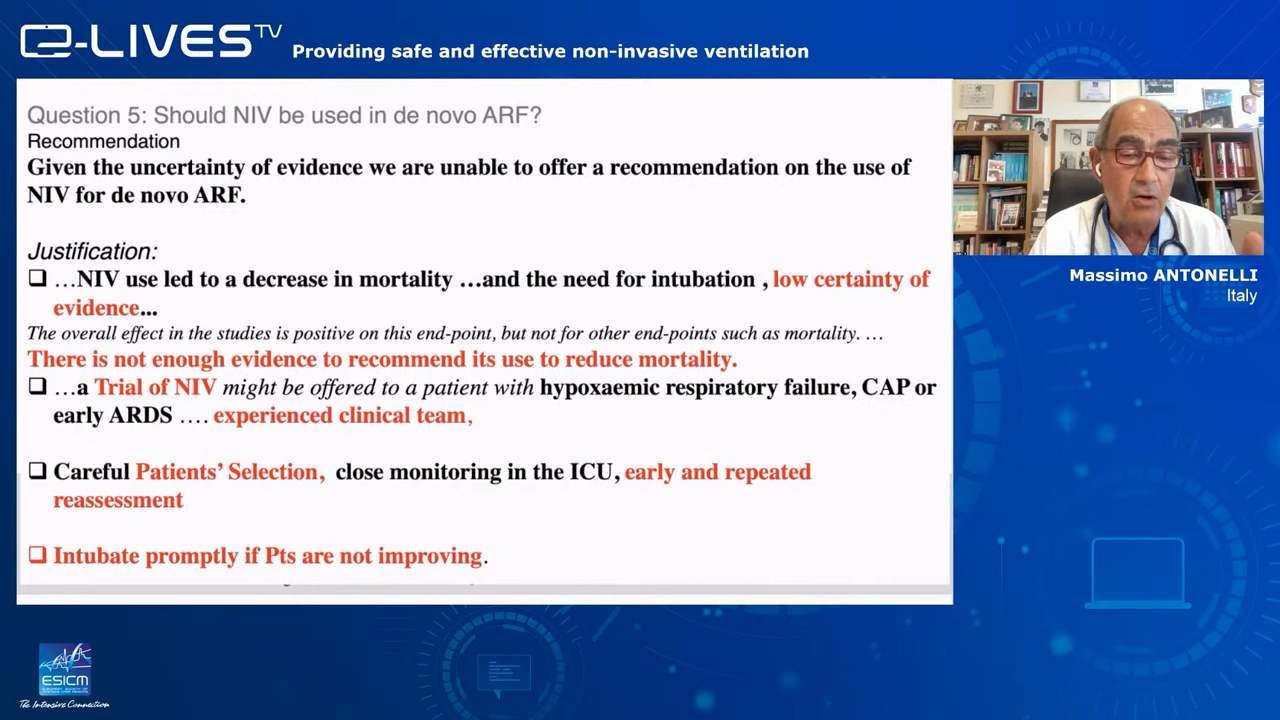 e-LIVES TV
Providing safe and effective non-invasive ventilation
Question 5: Should NIV be used in de novo ARF?
Recommendation
Given the uncertainty of evidence we are unable to offer a recommendation on the use of
NIV for de novo ARF.
Justification:
❑ …NIV use led to a decrease in mortality …and the need for intubation , low certainty of
evidence...
The overall effect in the studies is positive on this end-point, but not for other end-points such as mortality. …
There is not enough evidence to recommend its use to reduce mortality.
❑ …a Trial of NIV might be offered to a patient with hypoxaemic respiratory failure, CAP or
early ARDS …. experienced clinical team,
❑ Careful Patients’ Selection, close monitoring in the ICU, early and repeated
reassessment
❑ Intubate promptly if Pts are not improving.
Massimo ANTONELLI
Italy
ESICM
The Intensive Connection